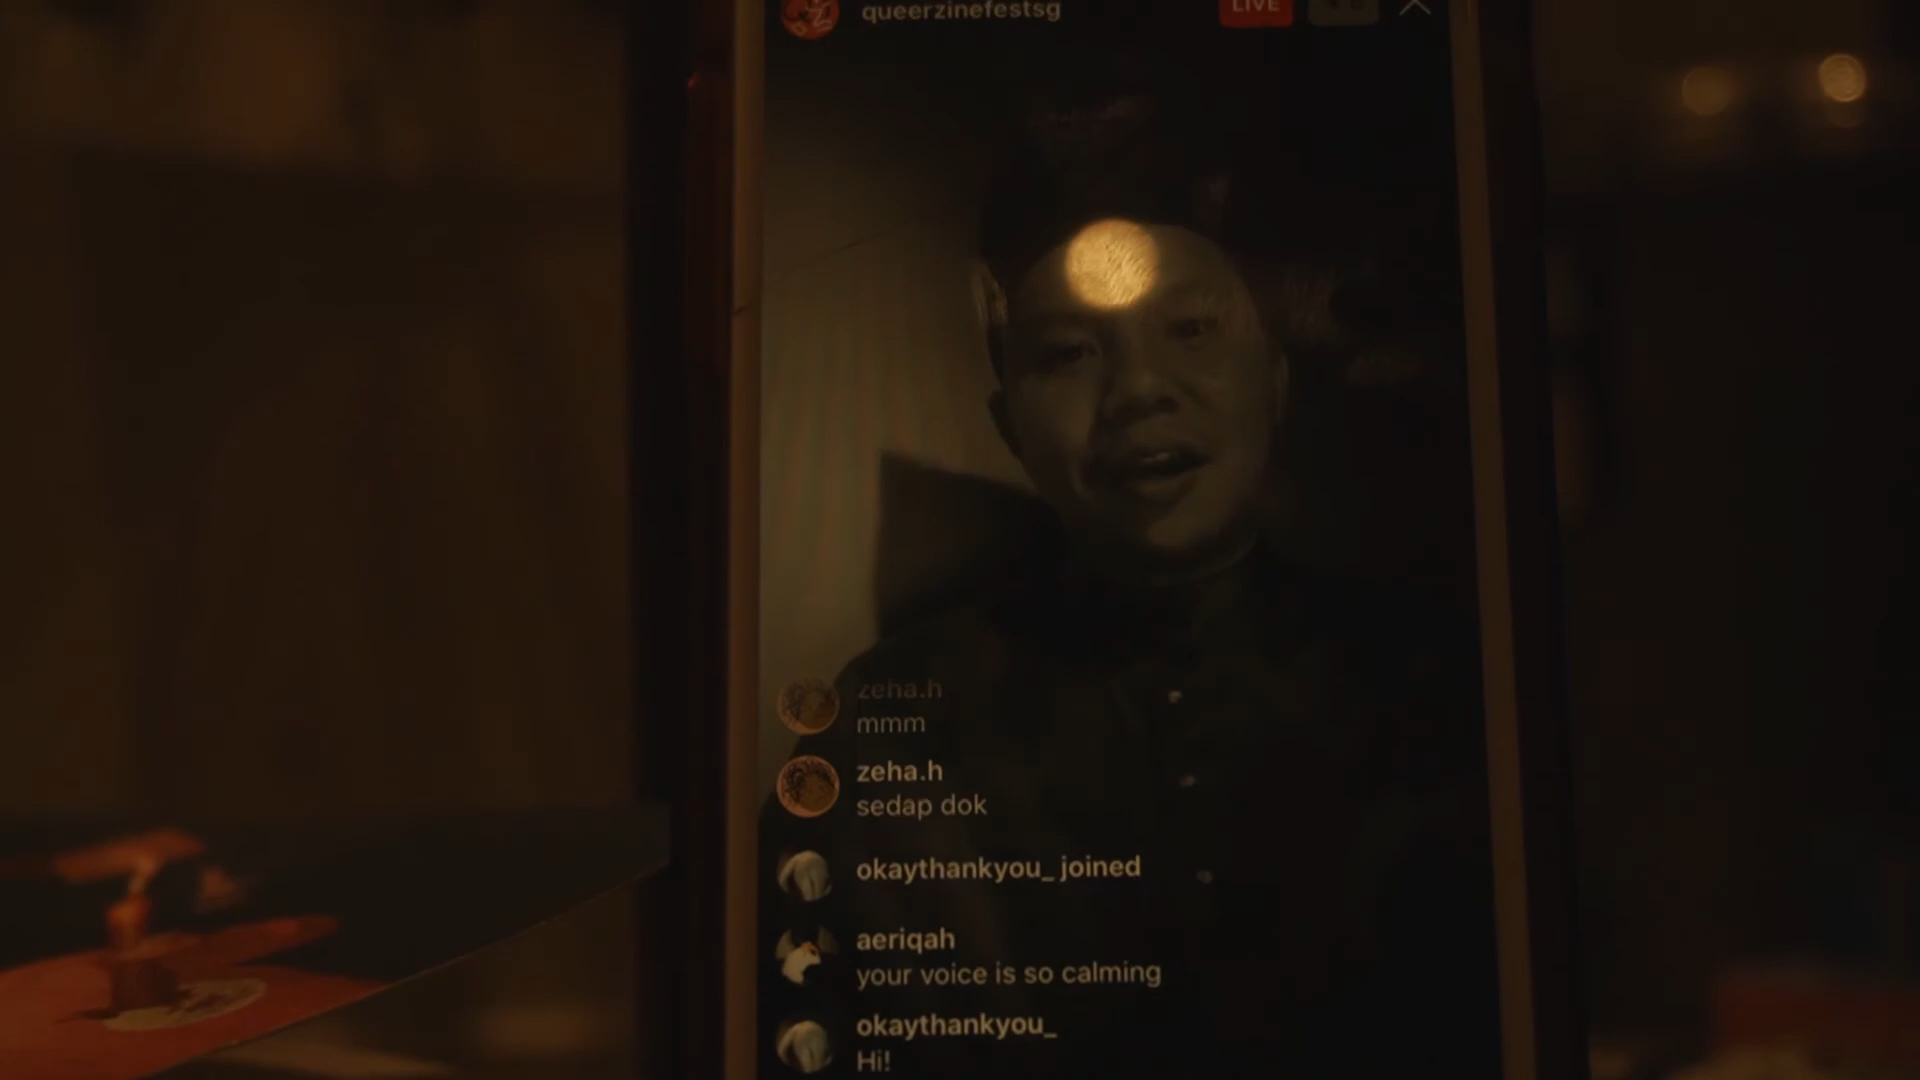 queerzinefestsg
LIVE
zeha.h
mmm
zeha.h
sedap dok
okaythankyou_ joined
aeriqah
your voice is so calming
okaythankyou_
Hi!